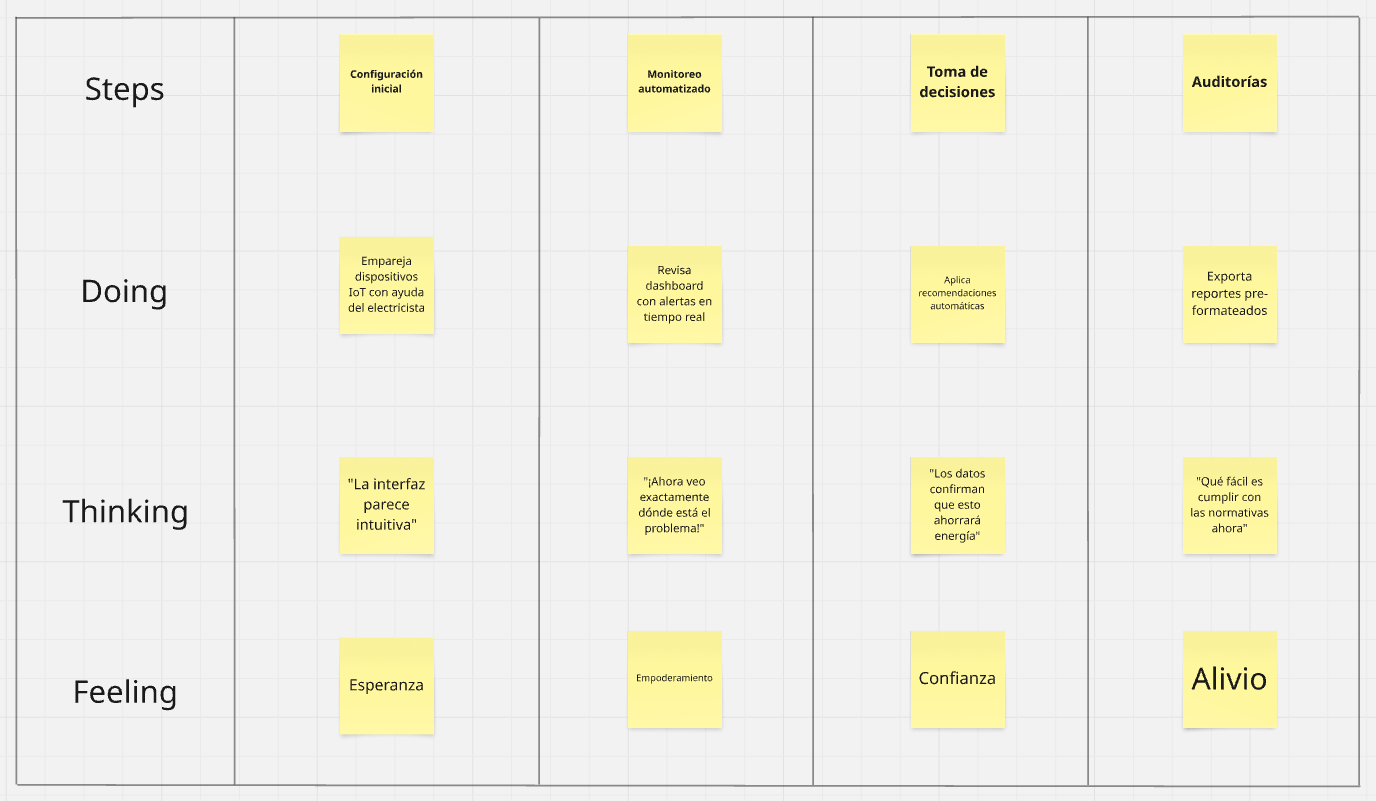 Steps
Configuración
inicial
Monitoreo
automatizado
Toma de
decisiones
Auditorías
Doing
Empareja
dispositivos
IoT con ayuda
del electricista
Revisa
dashboard
con alertas en
tiempo real
Aplica
recomendaciones
automáticas
Exporta
reportes pre-
formateados
Thinking
"La interfaz
parece
intuitiva"
"¡Ahora veo
exactamente
dónde está el
problema!"
"Los datos
confirman
que esto
ahorrará
energía"
"Qué fácil es
cumplir con
las normativas
ahora"
Feeling
Esperanza
Empoderamiento
Confianza
Alivio